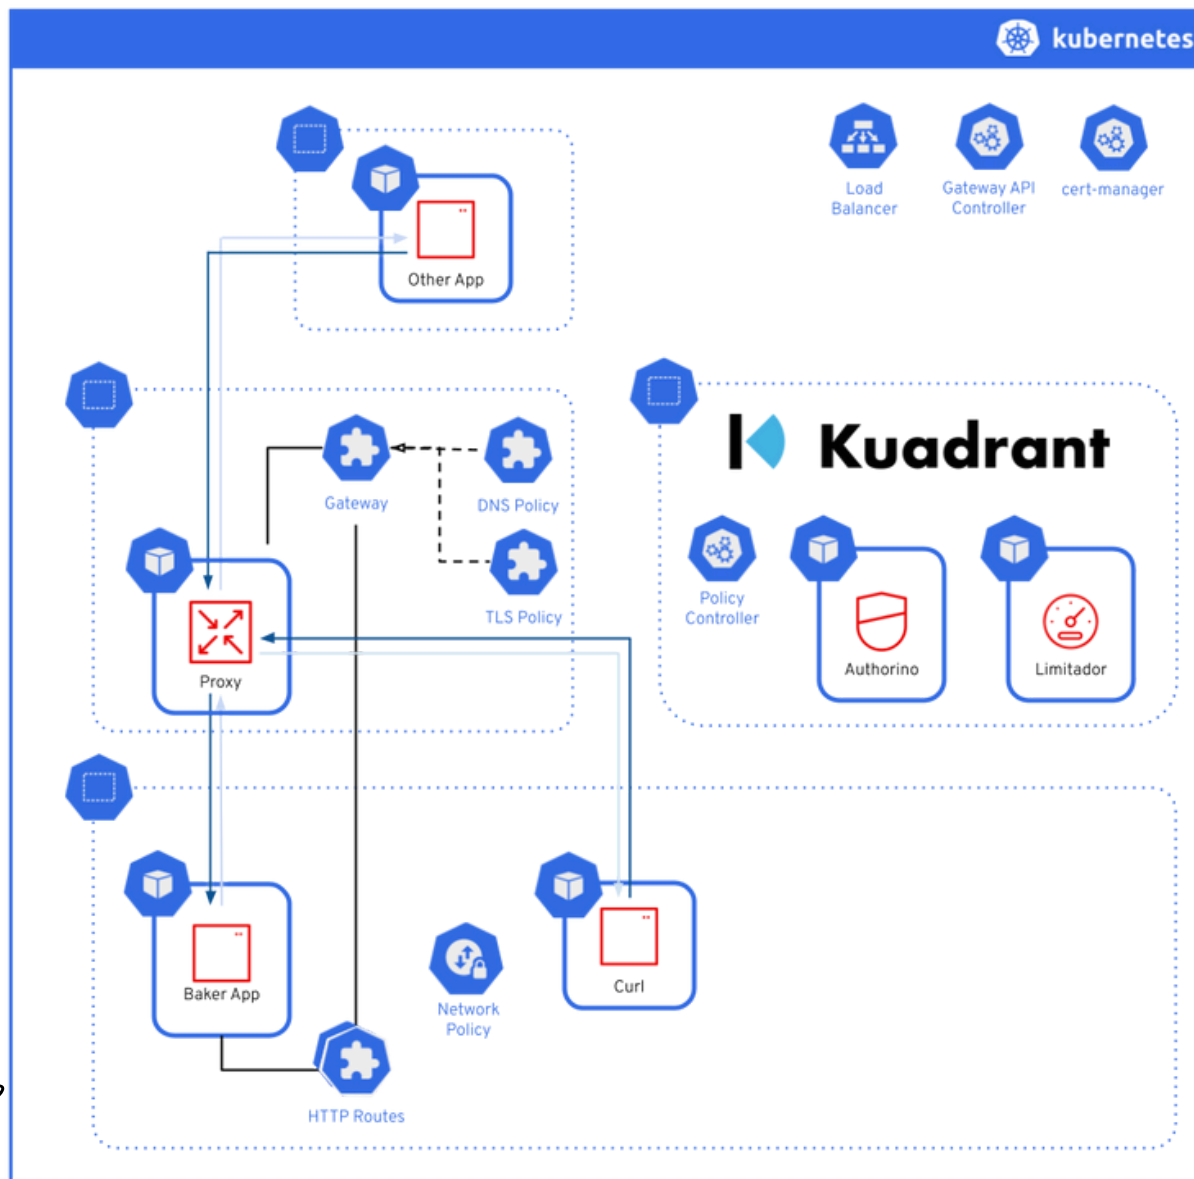 kubernetes
Load
Balancer
Gateway API
Controller
cert-manager
Other App
Gateway
DNS Policy
TLS Policy
Proxy
Kuadrant
Policy
Controller
Authorino
Limitador
Baker App
Network
Policy
Curl
HTTP Routes